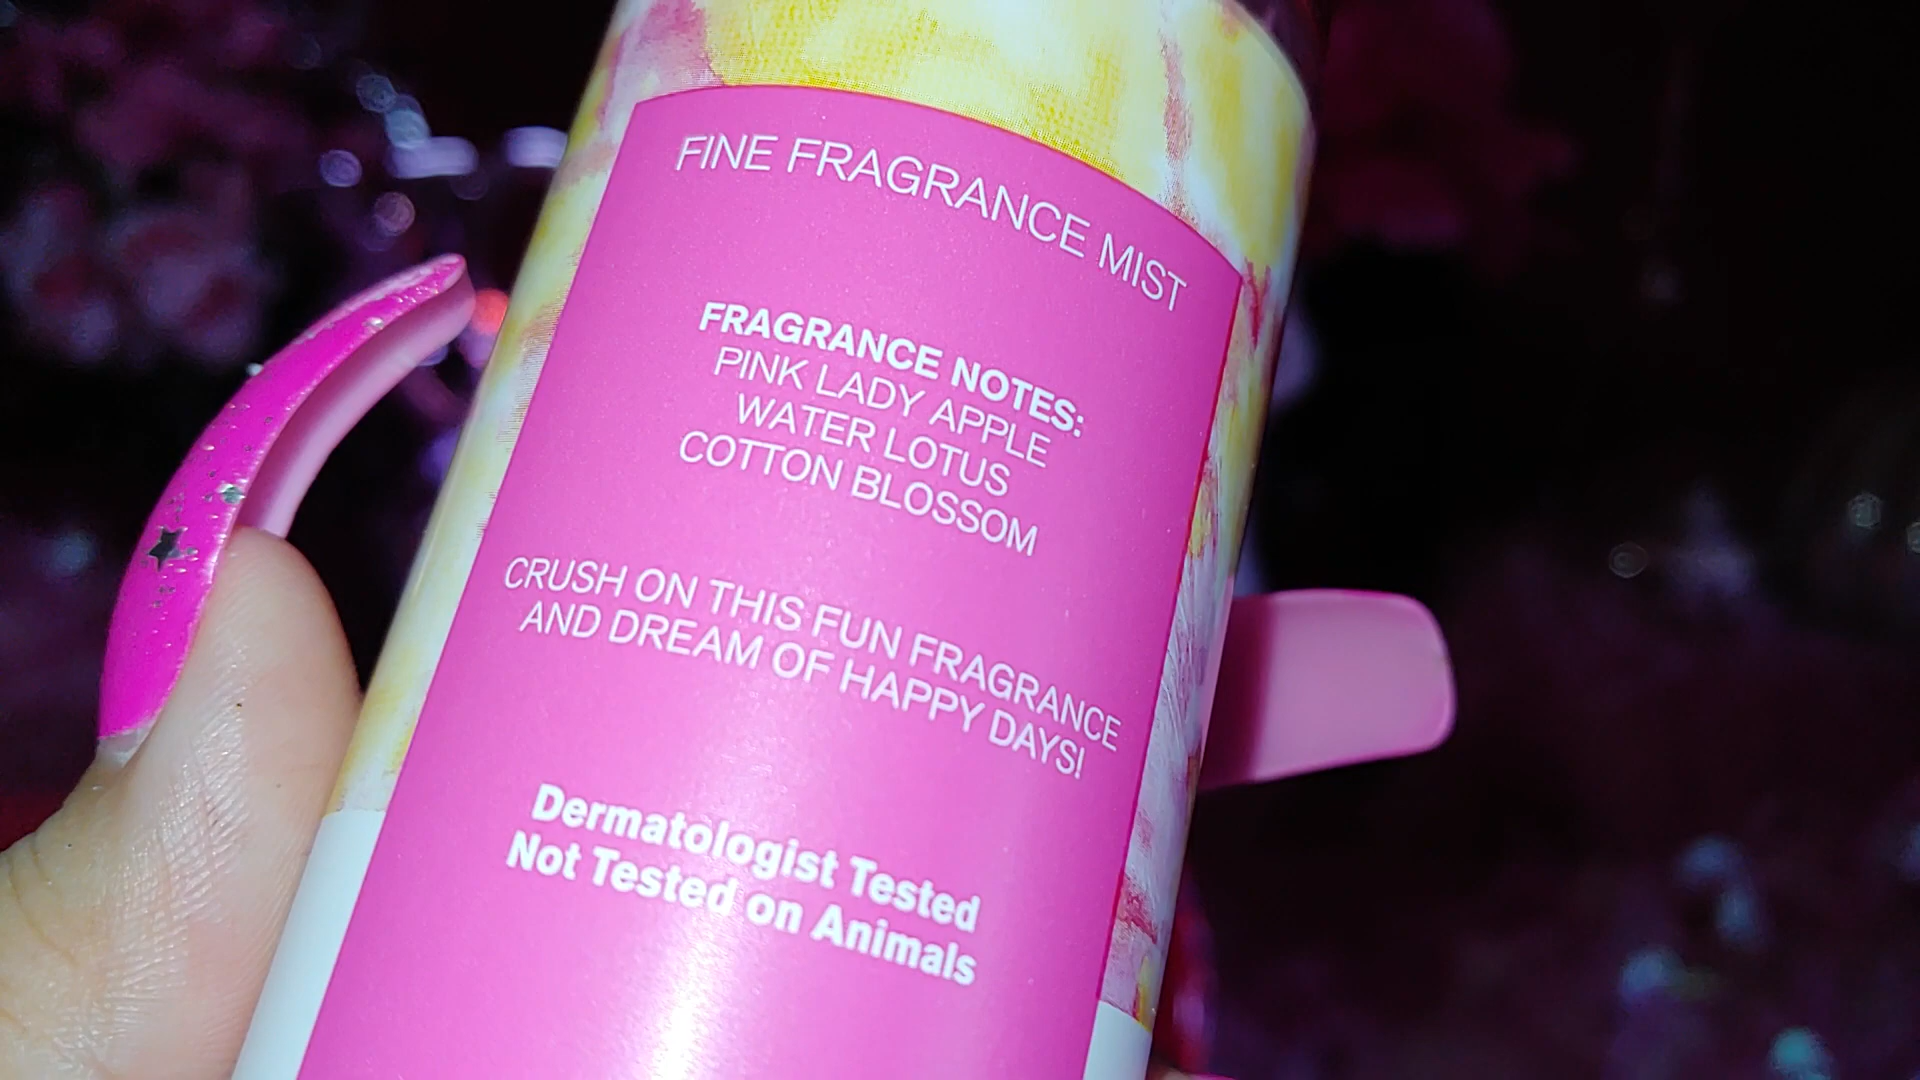 FINE FRAGRANCE MIST
FRAGRANCE NOTES:
PINK LADY APPLE
WATER LOTUS
COTTON BLOSSOM
CRUSH ON THIS FUN FRAGRANCE
AND DREAM OF HAPPY DAYS!
Dermatologist Tested
Not Tested on Animals